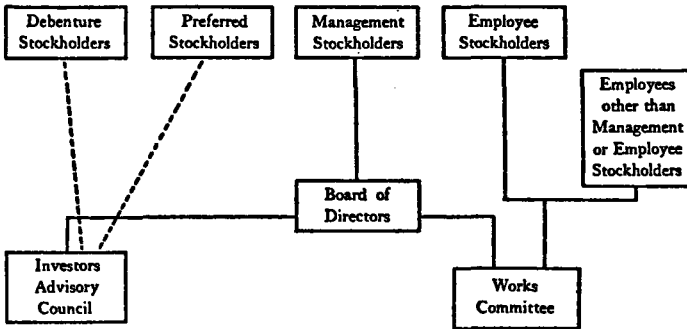 Debenture
Stockholders
Preferred
Stockholders
Management
Stockholders
Employee
Stockholders
Employees
other than
Management
or Employee
Stockholders
Board of
Directors
Investors
Advisory
Council
Works
Committee